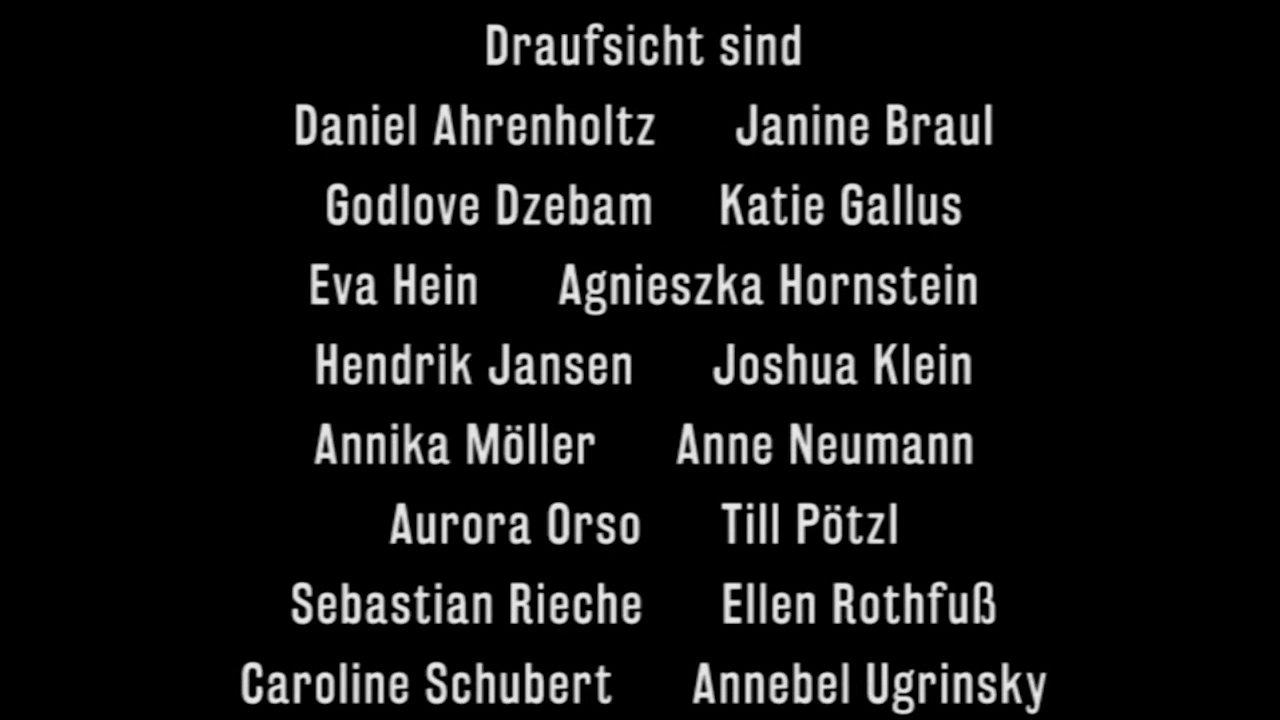 Draufsicht sind
Daniel Ahrenholtz Janine Braul
Godlove Dzebam Katie Gallus
Eva Hein Agnieszka Hornstein
Hendrik Jansen Joshua Klein
Annika Möller Anne Neumann
Aurora Orso Till Pötzl
Sebastian Rieche Ellen Rothfuß
Caroline Schubert Annebel Ugrinsky